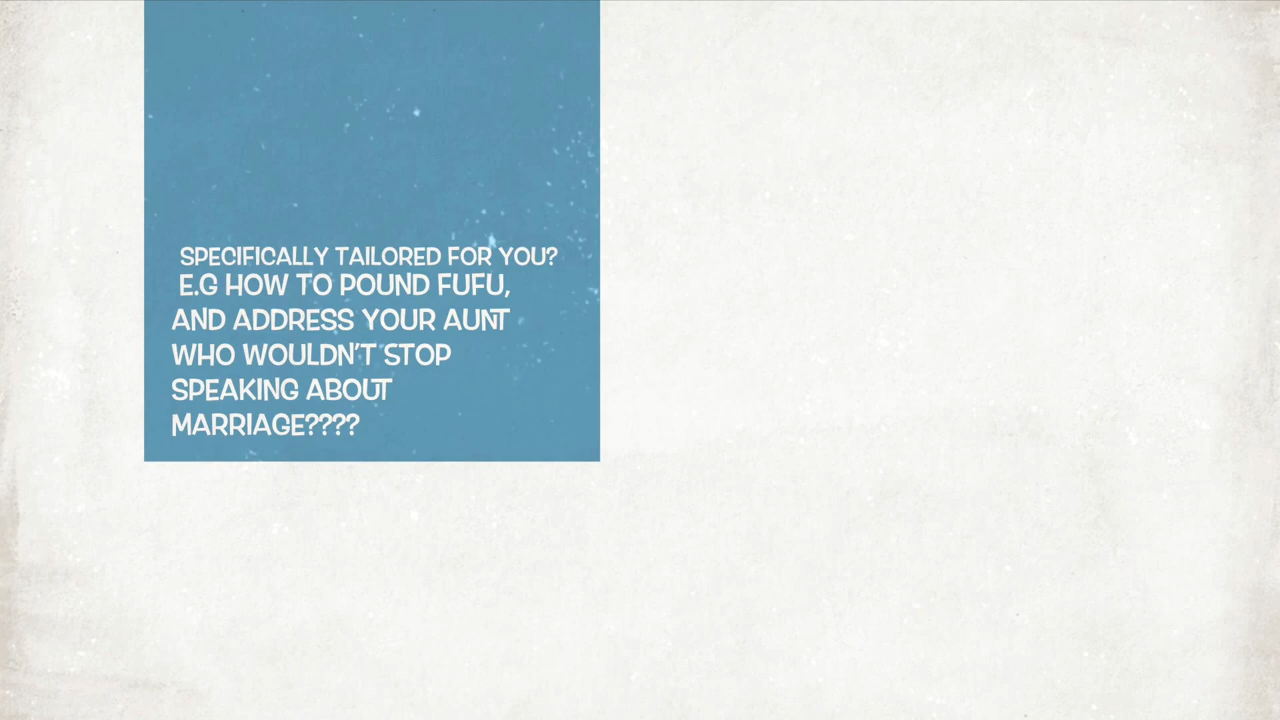 SPECIFICALLY TAILORED FOR YOU?
E.G HOW TO POUND FUFU,
AND ADDRESS YOUR AUNT
WHO WOULDN'T STOP
SPEAKING ABOUT
MARRIAGE????